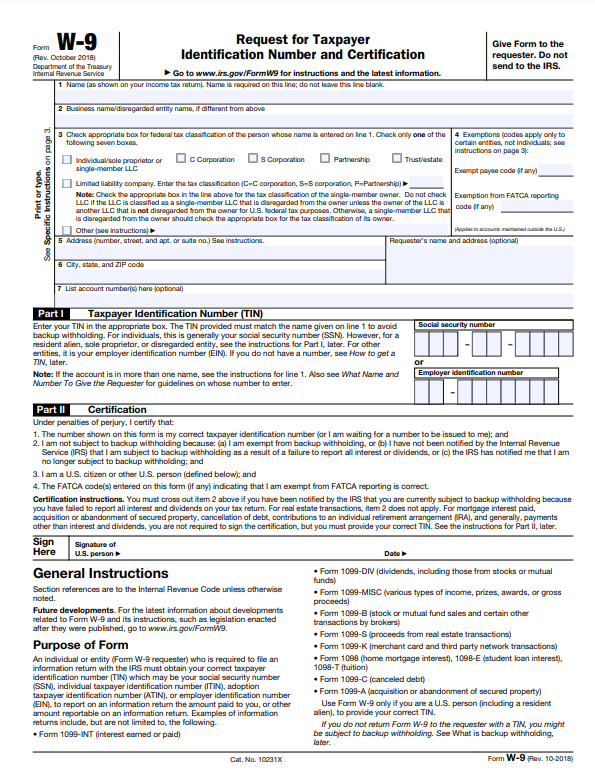 Form W-9
(Rev. October 2018)
Department of the Treasury
Internal Revenue Service
Request for Taxpayer
Identification Number and Certification
▶ Go to www.irs.gov/FormW9 for instructions and the latest information.
Give Form to the
requester. Do not
send to the IRS.
Print or type.
See Specific Instructions on page 3.
1 Name (as shown on your income tax return). Name is required on this line; do not leave this line blank.
2 Business name/disregarded entity name, if different from above
3 Check appropriate box for federal tax classification of the person whose name is entered on line 1. Check only one of the
following seven boxes.
Individual/sole proprietor or
single-member LLC
C Corporation
S Corporation
Partnership
Trust/estate
Limited liability company. Enter the tax classification (C=C corporation, S=S corporation, P=Partnership) ▶
Note: Check the appropriate box in the line above for the tax classification of the single-member owner. Do not check
LLC if the LLC is classified as a single-member LLC that is disregarded from the owner unless the owner of the LLC is
another LLC that is not disregarded from the owner for U.S. federal tax purposes. Otherwise, a single-member LLC that
is disregarded from the owner should check the appropriate box for the tax classification of its owner.
Other (see instructions) ▶
4 Exemptions (codes apply only to
certain entities, not individuals; see
instructions on page 3):
Exempt payee code (if any)
Exemption from FATCA reporting
code (if any)
(Applies to accounts maintained outside the U.S.)
5 Address (number, street, and apt. or suite no.) See instructions.
Requester's name and address (optional)
6 City, state, and ZIP code
7 List account number(s) here (optional)
Part I Taxpayer Identification Number (TIN)
Enter your TIN in the appropriate box. The TIN provided must match the name given on line 1 to avoid
backup withholding. For individuals, this is generally your social security number (SSN). However, for a
resident alien, sole proprietor, or disregarded entity, see the instructions for Part I, later. For other
entities, it is your employer identification number (EIN). If you do not have a number, see How to get a
TIN, later.
Note: If the account is in more than one name, see the instructions for line 1. Also see What Name and
Number To Give the Requester for guidelines on whose number to enter.
Social security number
– –
or
Employer identification number
–
Part II Certification
Under penalties of perjury, I certify that:
1. The number shown on this form is my correct taxpayer identification number (or I am waiting for a number to be issued to me); and
2. I am not subject to backup withholding because: (a) I am exempt from backup withholding, or (b) I have not been notified by the Internal Revenue
Service (IRS) that I am subject to backup withholding as a result of a failure to report all interest or dividends, or (c) the IRS has notified me that I am
no longer subject to backup withholding; and
3. I am a U.S. citizen or other U.S. person (defined below); and
4. The FATCA code(s) entered on this form (if any) indicating that I am exempt from FATCA reporting is correct.
Certification instructions. You must cross out item 2 above if you have been notified by the IRS that you are currently subject to backup withholding because
you have failed to report all interest and dividends on your tax return. For real estate transactions, item 2 does not apply. For mortgage interest paid,
acquisition or abandonment of secured property, cancellation of debt, contributions to an individual retirement arrangement (IRA), and generally, payments
other than interest and dividends, you are not required to sign the certification, but you must provide your correct TIN. See the instructions for Part II, later.
Sign
Here
Signature of
U.S. person ▶
Date ▶
General Instructions
Section references are to the Internal Revenue Code unless otherwise
noted.
Future developments. For the latest information about developments
related to Form W-9 and its instructions, such as legislation enacted
after they were published, go to www.irs.gov/FormW9.
Purpose of Form
An individual or entity (Form W-9 requester) who is required to file an
information return with the IRS must obtain your correct taxpayer
identification number (TIN) which may be your social security number
(SSN), individual taxpayer identification number (ITIN), adoption
taxpayer identification number (ATIN), or employer identification number
(EIN), to report on an information return the amount paid to you, or other
amount reportable on an information return. Examples of information
returns include, but are not limited to, the following.
• Form 1099-INT (interest earned or paid)
• Form 1099-DIV (dividends, including those from stocks or mutual
funds)
• Form 1099-MISC (various types of income, prizes, awards, or gross
proceeds)
• Form 1099-B (stock or mutual fund sales and certain other
transactions by brokers)
• Form 1099-S (proceeds from real estate transactions)
• Form 1099-K (merchant card and third party network transactions)
• Form 1098 (home mortgage interest), 1098-E (student loan interest),
1098-T (tuition)
• Form 1099-C (canceled debt)
• Form 1099-A (acquisition or abandonment of secured property)
Use Form W-9 only if you are a U.S. person (including a resident
alien), to provide your correct TIN.
If you do not return Form W-9 to the requester with a TIN, you might
be subject to backup withholding. See What is backup withholding,
later.
Cat. No. 10231X
Form W-9 (Rev. 10-2018)